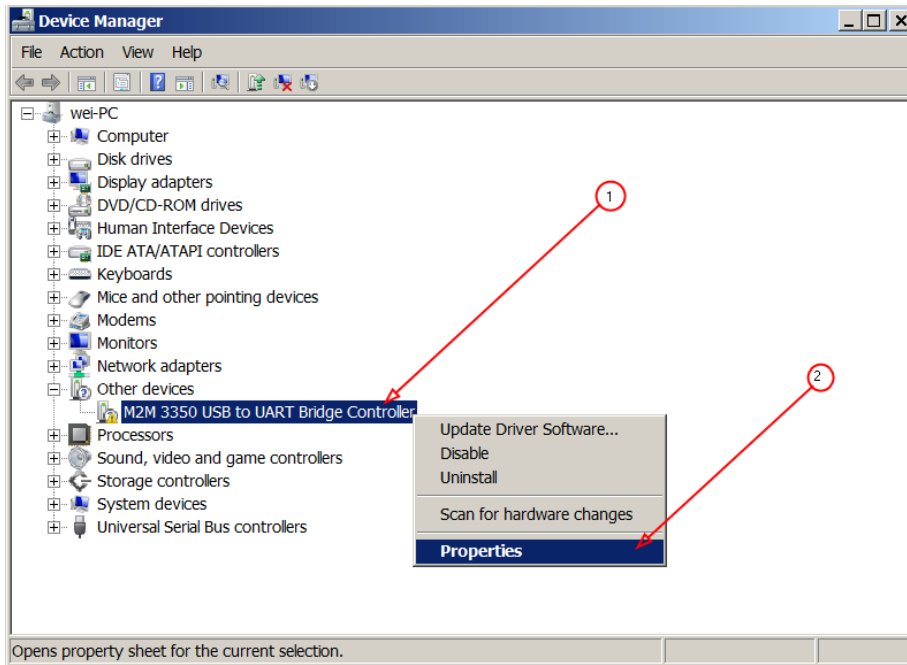 Device Manager
File Action View Help
wei-PC
Computer
Disk drives
Display adapters
DVD/CD-ROM drives
1
Human Interface Devices
IDE ATA/ATAPI controllers
Keyboards
Mice and other pointing devices
Modems
Monitors
Network adapters
2
Other devices
M2M 3350 USB to UART Bridge Controller
Update Driver Software...
Processors
Disable
Sound, video and game controllers
Uninstall
Storage controllers
System devices
Scan for hardware changes
Universal Serial Bus controllers
Properties
Opens property sheet for the current selection.